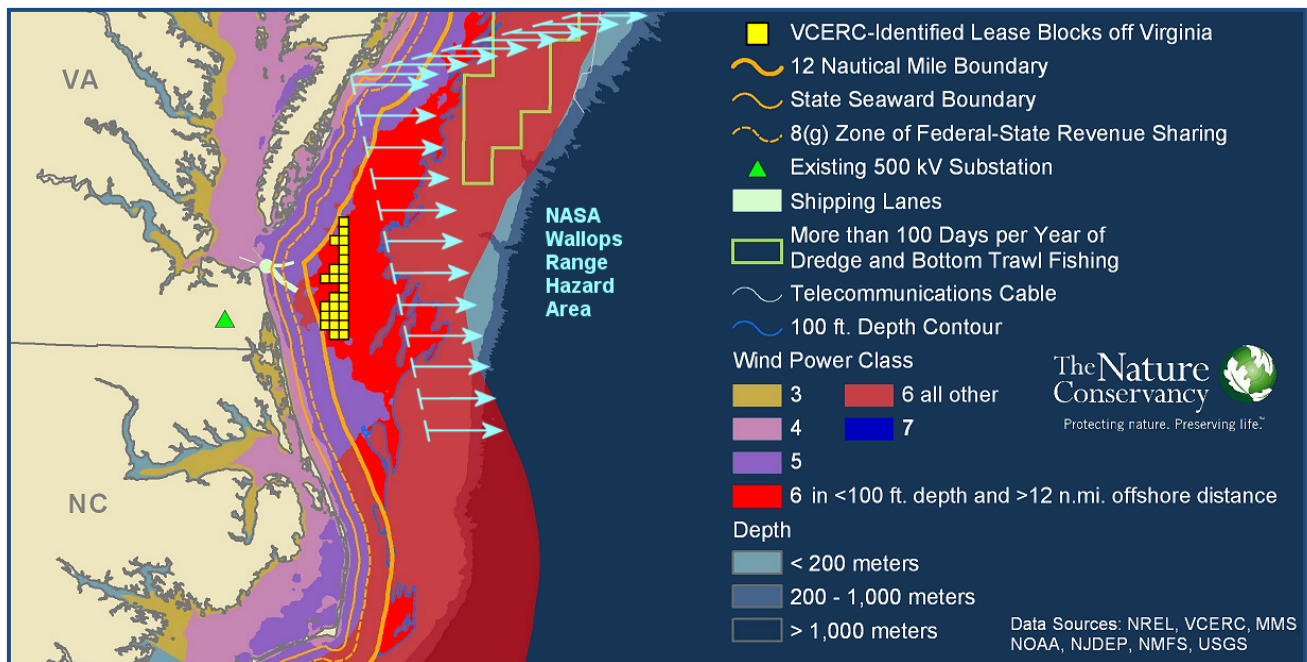 VA
NC
NASA
Wallops
Range
Hazard
Area
VCERC-Identified Lease Blocks off Virginia
12 Nautical Mile Boundary
State Seaward Boundary
8(g) Zone of Federal-State Revenue Sharing
Existing 500 kV Substation
Shipping Lanes
More than 100 Days per Year of
Dredge and Bottom Trawl Fishing
Telecommunications Cable
100 ft. Depth Contour
Wind Power Class
3
6 all other
4
7
5
6 in <100 ft. depth and >12 n.mi. offshore distance
Depth
< 200 meters
200 - 1,000 meters
> 1,000 meters
The Nature
Conservancy
Protecting nature. Preserving life.™
Data Sources: NREL, VCERC, MMS
NOAA, NJDEP, NMFS, USGS